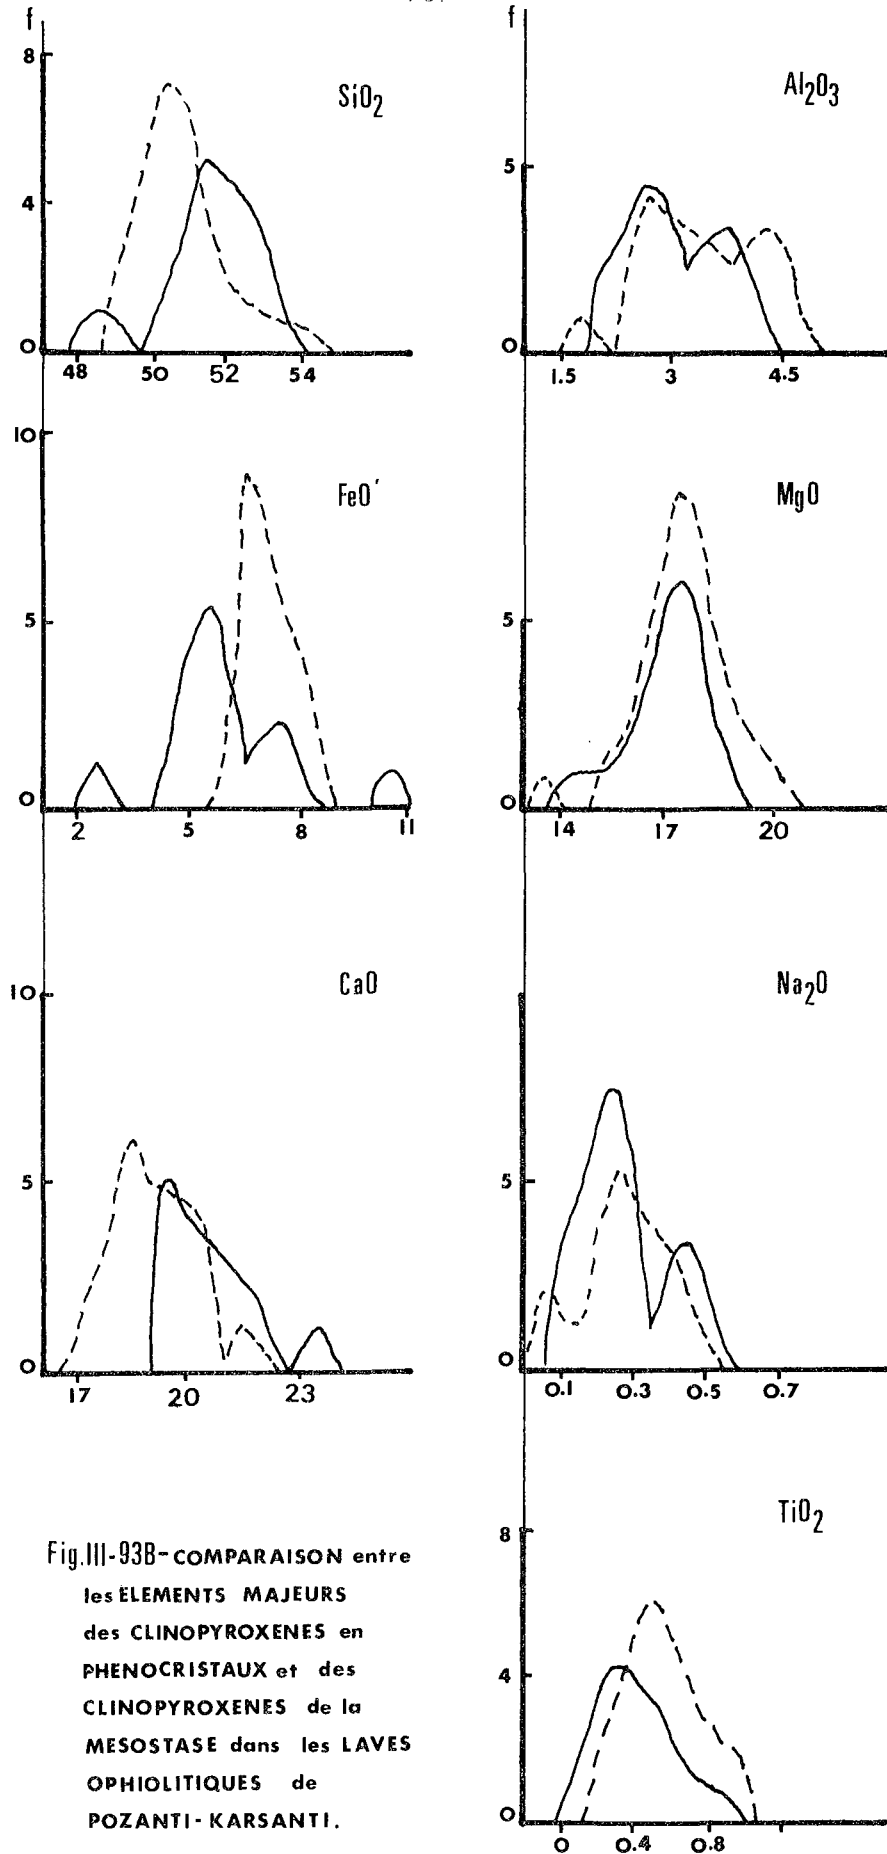 f
8
4
0
SiO2
48 50 52 54
f
5
0
Al2O3
1.5 3 4.5
10
5
0
FeO'
2 5 8 11
5
0
MgO
14 17 20
10
5
0
CaO
17 20 23
5
0
Na2O
0.1 0.3 0.5 0.7
8
4
0
TiO2
0 0.4 0.8
Fig.III-93B-COMPARAISON entre
les ELEMENTS MAJEURS
des CLINOPYROXENES en
PHENOCRISTAUX et des
CLINOPYROXENES de la
MESOSTASE dans les LAVES
OPHIOLITIQUES de
POZANTI-KARSANTI.